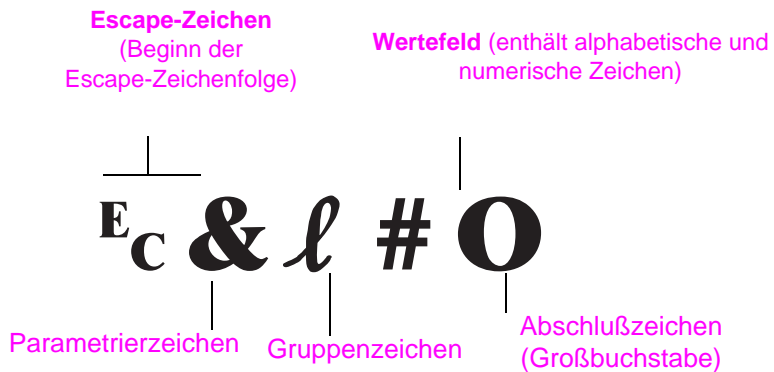 Escape-Zeichen
(Beginn der
Escape-Zeichenfolge)
Wertefeld (enthält alphabetische und
numerische Zeichen)
EC & ℓ # O
Parametrierzeichen
Gruppenzeichen
Abschlußzeichen
(Großbuchstabe)